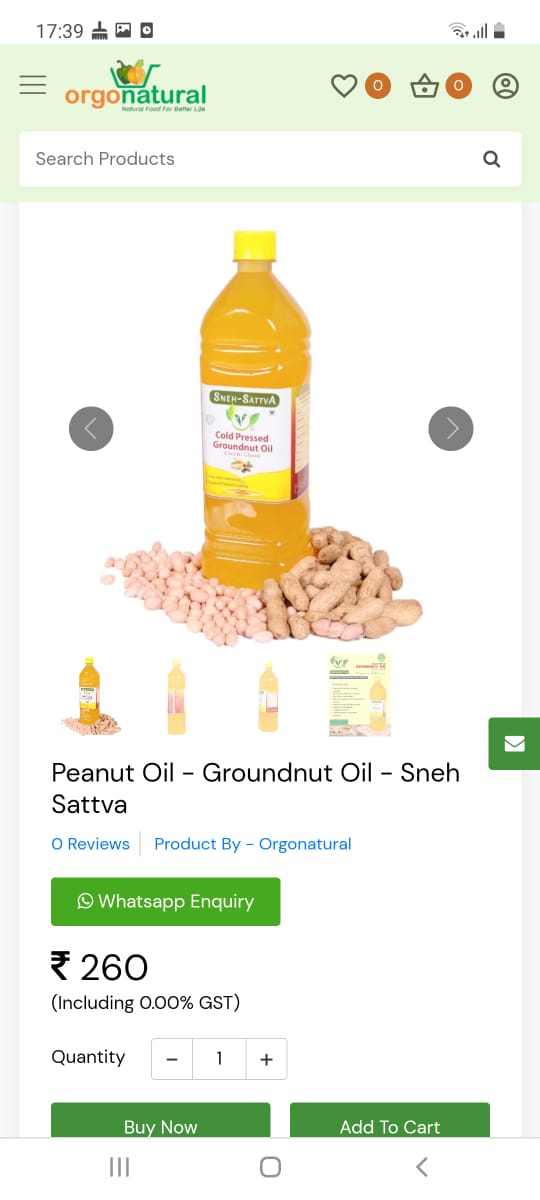 17:39
orgonatural
Natural Food For Better Life
0
0
Search Products
SNEH-SATTVA
Cold Pressed
Groundnut Oil
GROUNDNUT OIL
Peanut Oil - Groundnut Oil - Sneh
Sattva
0 Reviews
Product By - Orgonatural
Whatsapp Enquiry
₹ 260
(Including 0.00% GST)
Quantity
- 1 +
Buy Now
Add To Cart